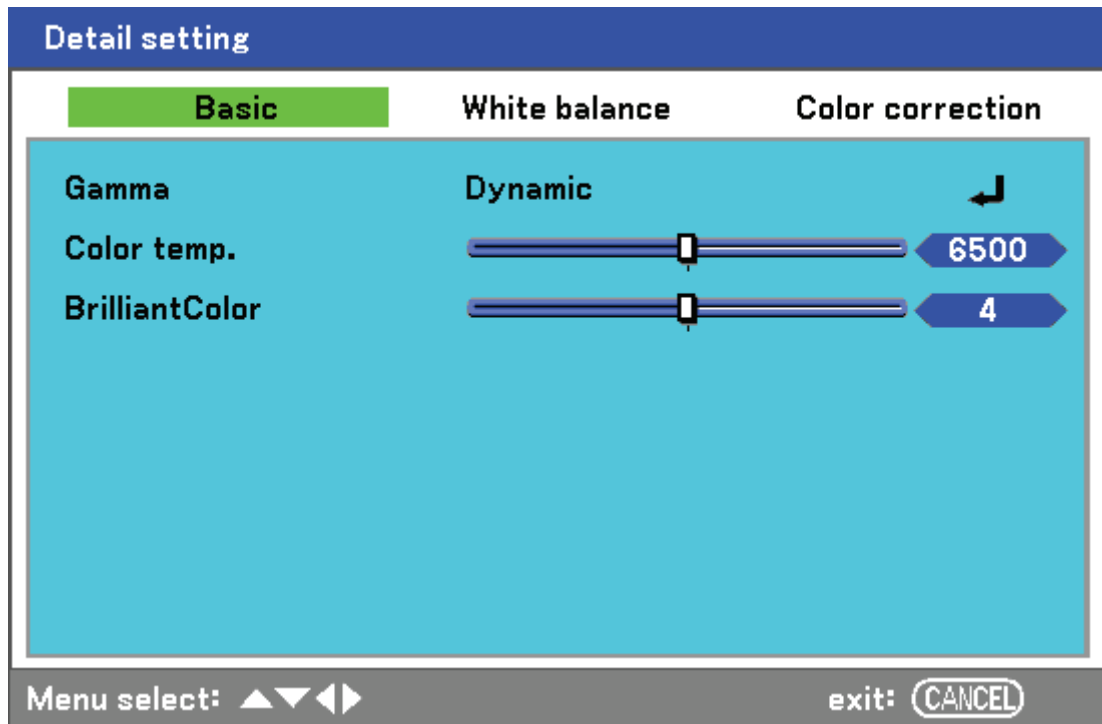 Detail setting
Basic White balance Color correction
Gamma Dynamic
Color temp. 6500
BrilliantColor 4
Menu select: exit: CANCEL